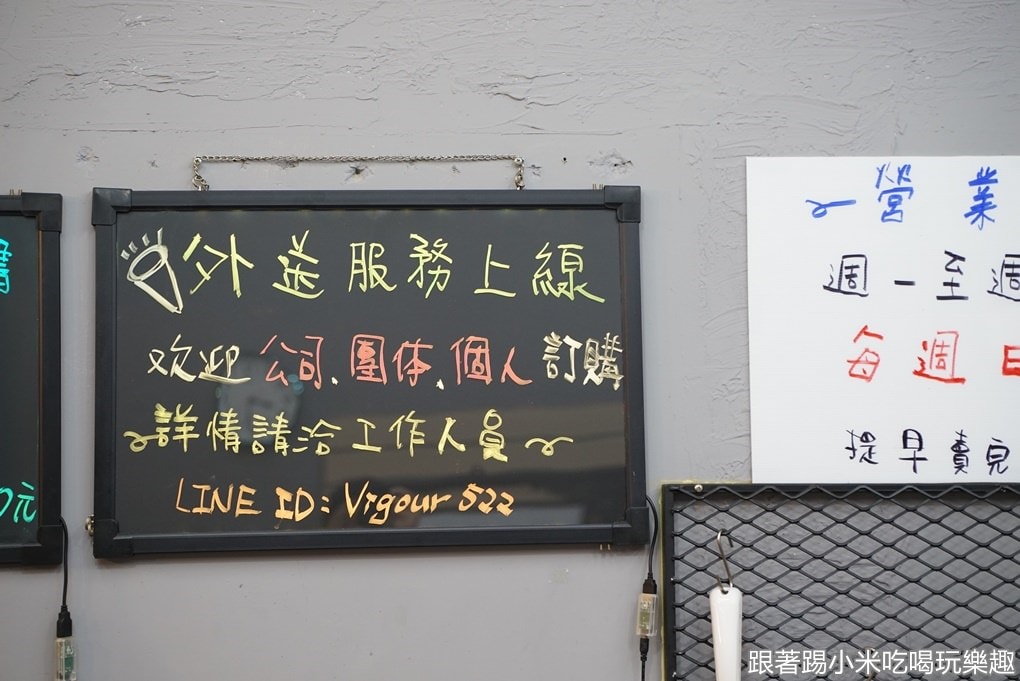 外送服務上線
欢迎公司、團体、個人訂購
詳情請洽工作人員
LINE ID: Vigour 522
元
營業
週一至週
每週日
提早賣完
跟著踢小米吃喝玩樂趣